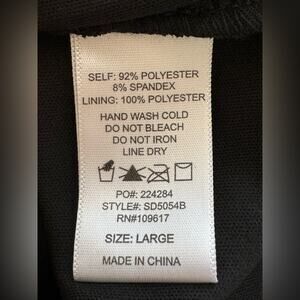 SELF: 92% POLYESTER
8% SPANDEX
LINING: 100% POLYESTER
HAND WASH COLD
DO NOT BLEACH
DO NOT IRON
LINE DRY
PO#: 224284
STYLE#: SD5054B
RN#109617
SIZE: LARGE
MADE IN CHINA